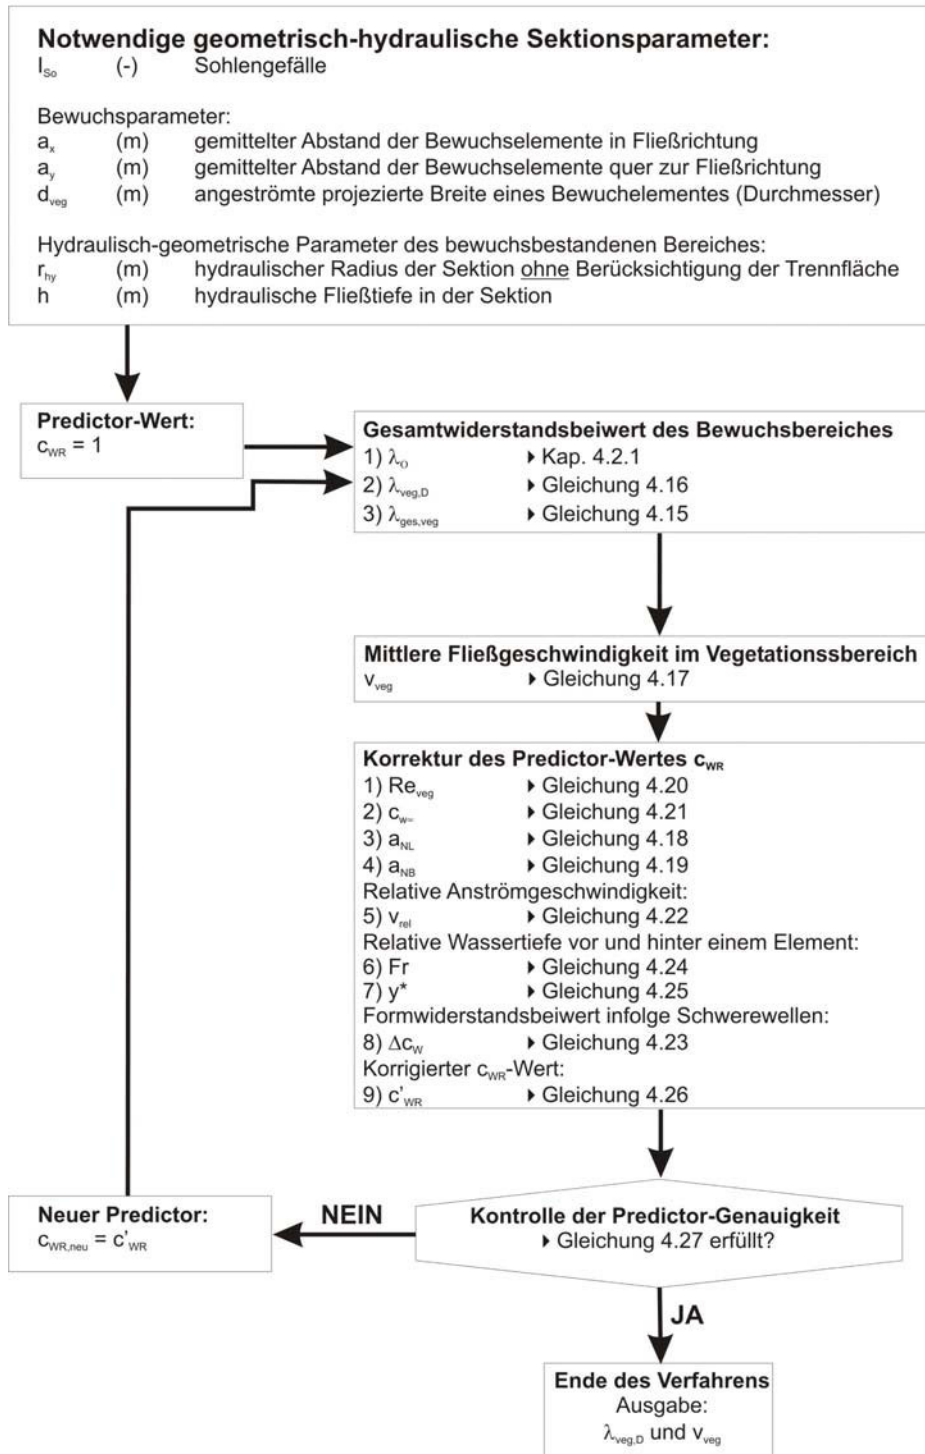 Notwendige geometrisch-hydraulische Sektionsparameter:
I_So (-) Sohlengefälle
Bewuchsparameter:
a_x (m) gemittelter Abstand der Bewuchselemente in Fließrichtung
a_y (m) gemittelter Abstand der Bewuchselemente quer zur Fließrichtung
d_veg (m) angeströmte projezierte Breite eines Bewuchelementes (Durchmesser)
Hydraulisch-geometrische Parameter des bewuchsbestandenen Bereiches:
r_hy (m) hydraulischer Radius der Sektion ohne Berücksichtigung der Trennfläche
h (m) hydraulische Fließtiefe in der Sektion
Predictor-Wert:
c_WR = 1
Gesamtwiderstandsbeiwert des Bewuchsbereiches
1) λ_O Kap. 4.2.1
2) λ_veg,D Gleichung 4.16
3) λ_ges,veg Gleichung 4.15
Mittlere Fließgeschwindigkeit im Vegetationssbereich
v_veg Gleichung 4.17
Korrektur des Predictor-Wertes c_WR
1) Re_veg Gleichung 4.20
2) c_w∞ Gleichung 4.21
3) a_NL Gleichung 4.18
4) a_NB Gleichung 4.19
Relative Anströmgeschwindigkeit:
5) v_rel Gleichung 4.22
Relative Wassertiefe vor und hinter einem Element:
6) Fr Gleichung 4.24
7) y* Gleichung 4.25
Formwiderstandsbeiwert infolge Schwerewellen:
8) Δc_W Gleichung 4.23
Korrigierter c_WR-Wert:
9) c'_WR Gleichung 4.26
Kontrolle der Predictor-Genauigkeit
Gleichung 4.27 erfüllt?
NEIN
Neuer Predictor:
c_WR,neu = c'_WR
JA
Ende des Verfahrens
Ausgabe:
λ_veg,D und v_veg